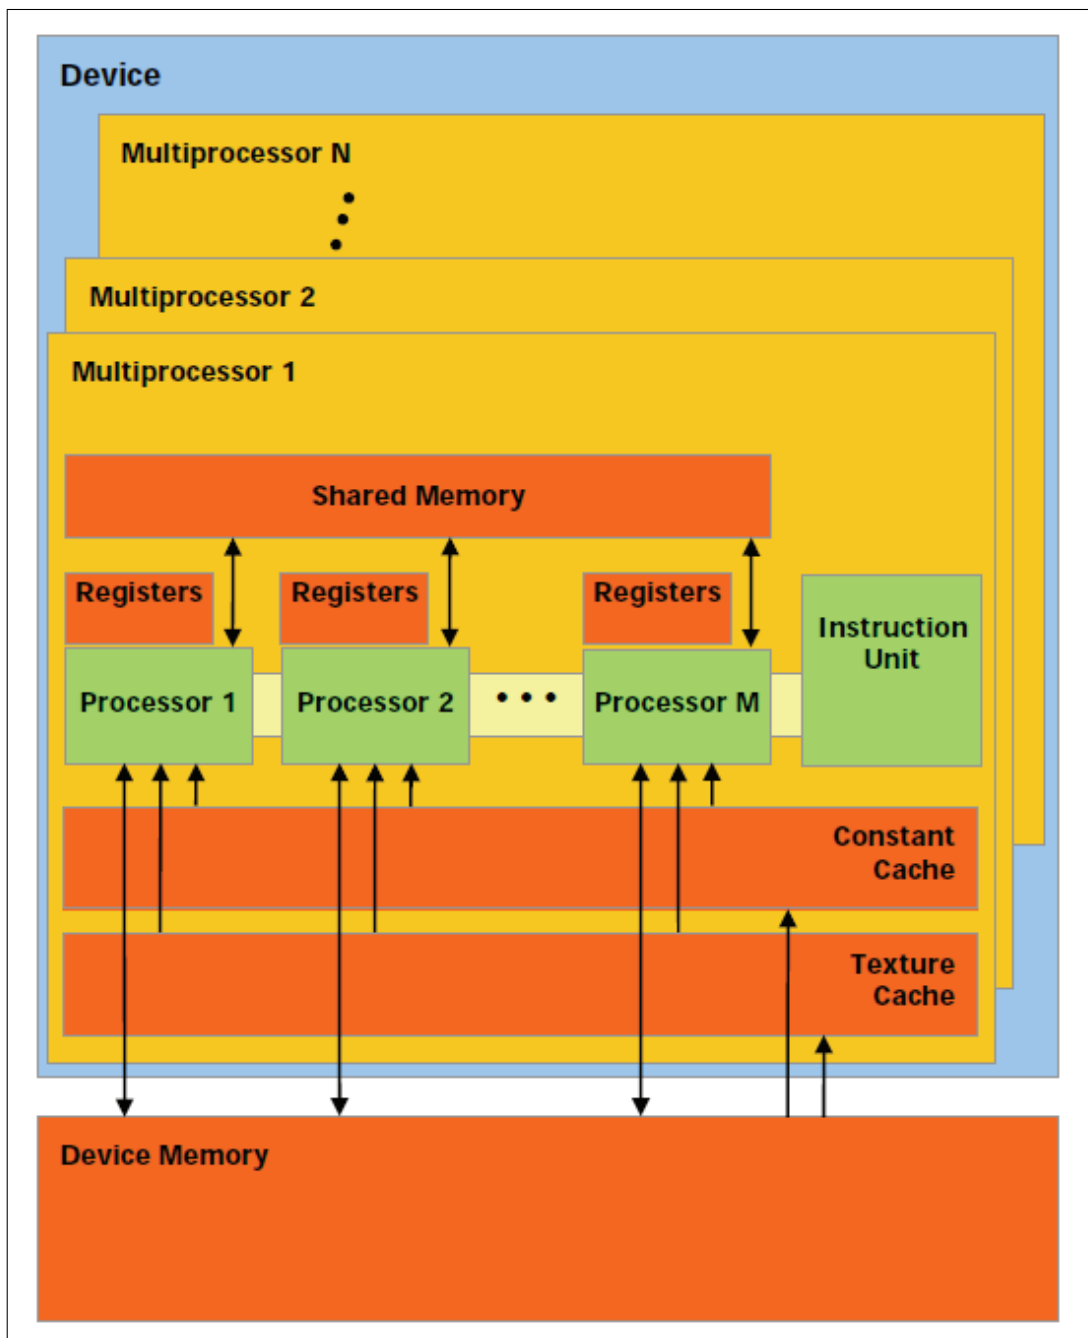 Device
Multiprocessor N
Multiprocessor 2
Multiprocessor 1
Shared Memory
Registers
Registers
Registers
Instruction
Unit
Processor 1
Processor 2
Processor M
Constant
Cache
Texture
Cache
Device Memory